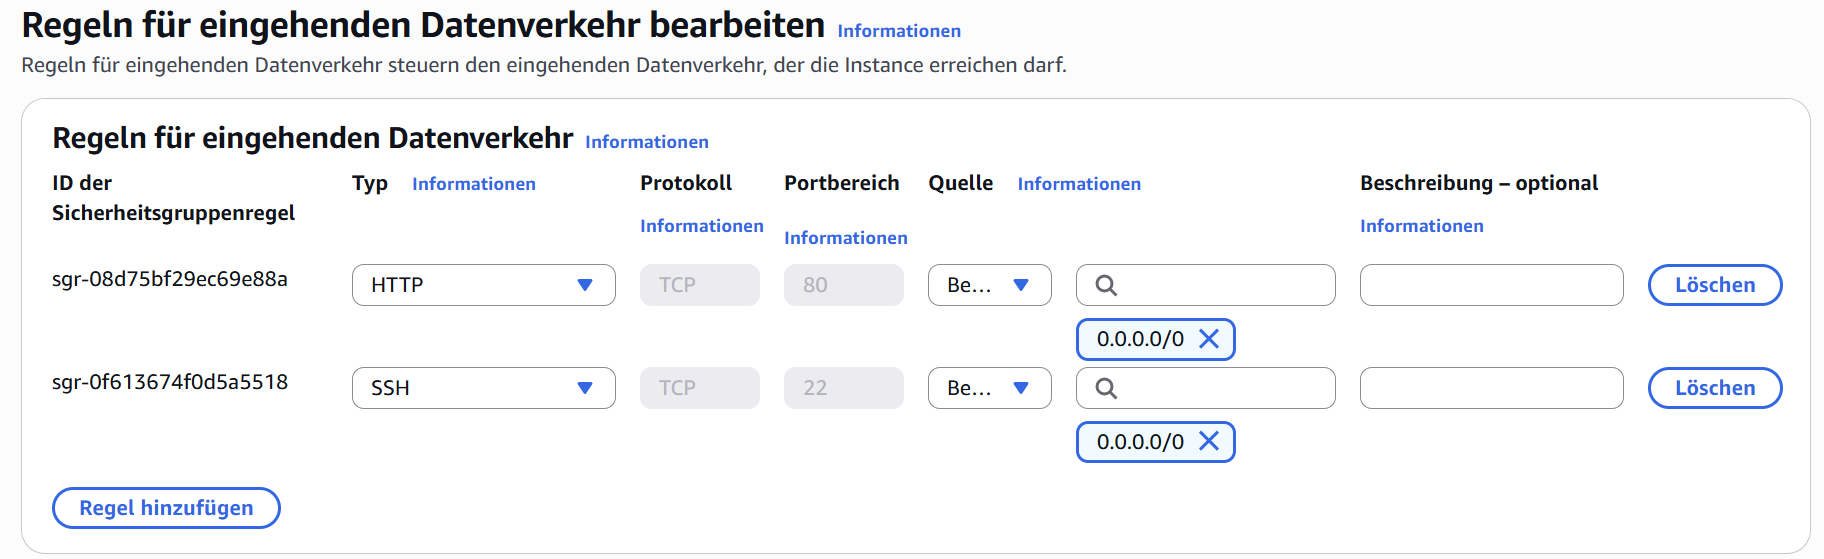 Regeln für eingehenden Datenverkehr bearbeiten Informationen
Regeln für eingehenden Datenverkehr steuern den eingehenden Datenverkehr, der die Instance erreichen darf.
Regeln für eingehenden Datenverkehr Informationen
ID der Sicherheitsgruppenregel
Typ Informationen
Protokoll Informationen
Portbereich Informationen
Quelle Informationen
Beschreibung – optional Informationen
sgr-08d75bf29ec69e88a HTTP TCP 80 Be... Löschen
0.0.0.0/0
sgr-0f613674f0d5a5518 SSH TCP 22 Be... Löschen
0.0.0.0/0
Regel hinzufügen